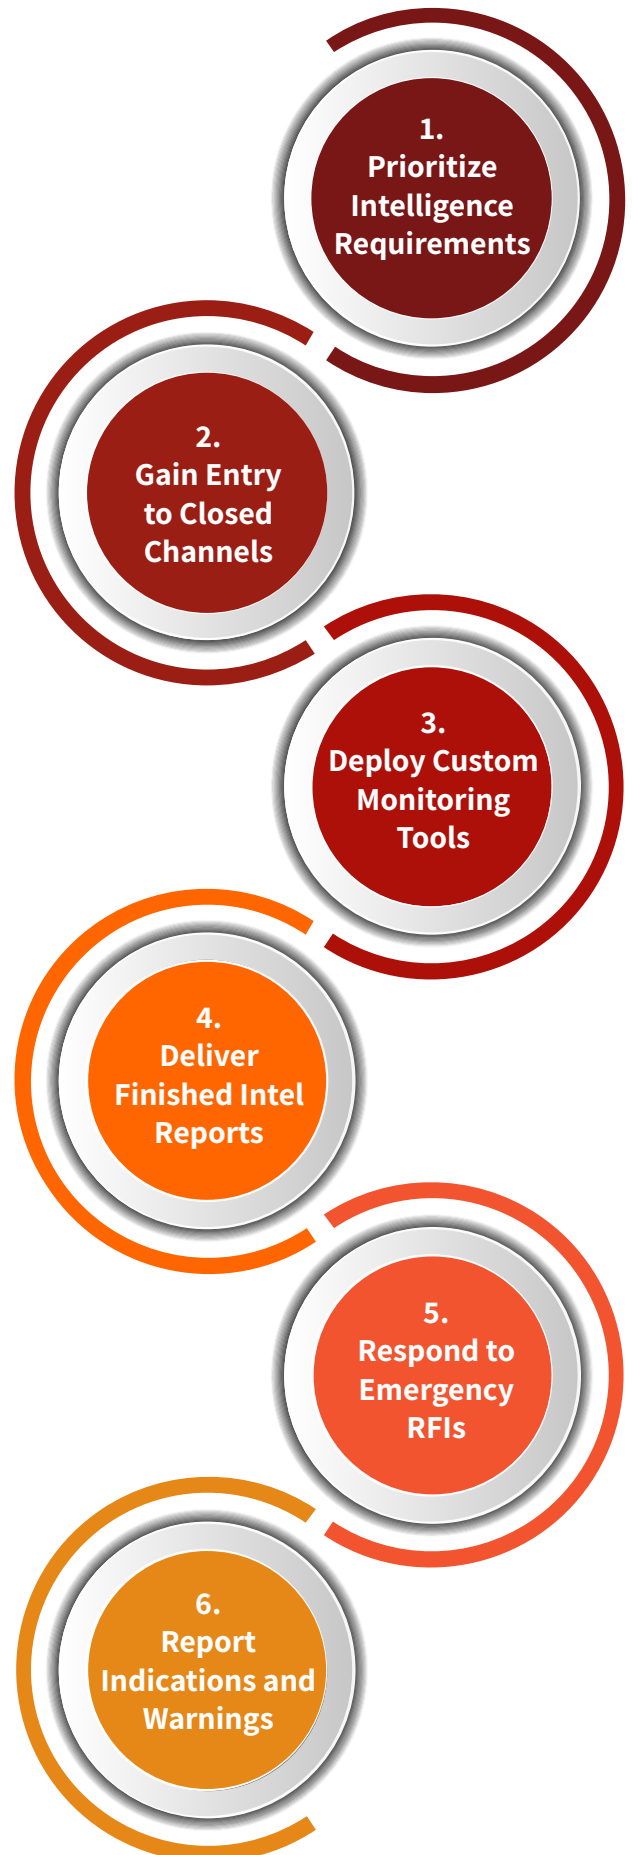 1.
Prioritize
Intelligence
Requirements
2.
Gain Entry
to Closed
Channels
3.
Deploy Custom
Monitoring
Tools
4.
Deliver
Finished Intel
Reports
5.
Respond to
Emergency
RFIs
6.
Report
Indications and
Warnings